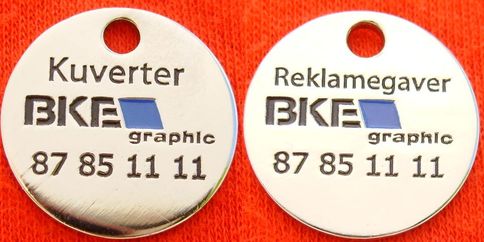 Kuverter
BKE
graphic
87 85 11 11
Reklamegaver
BKE
graphic
87 85 11 11